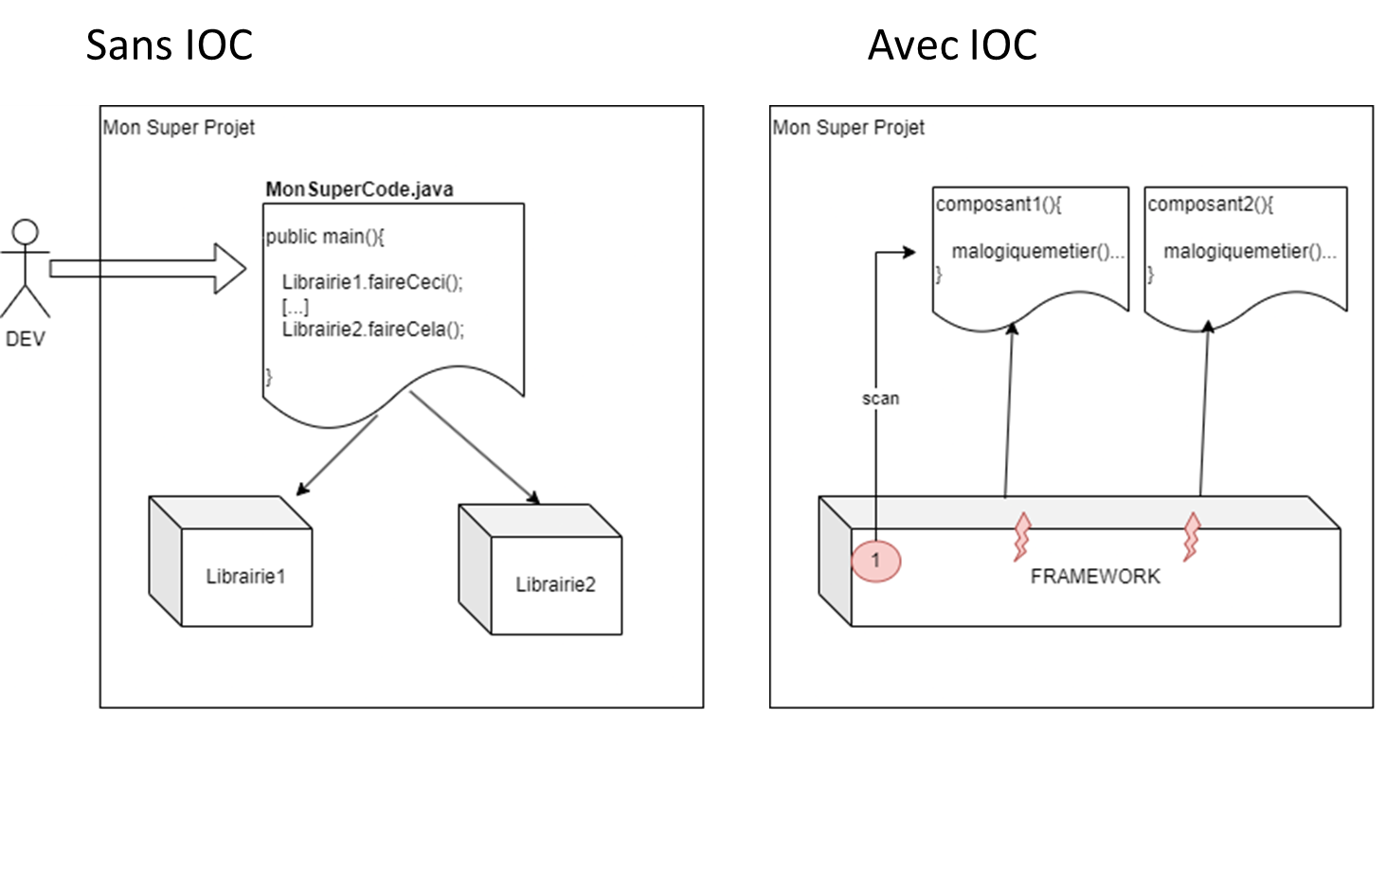 Sans IOC
Mon Super Projet
MonSuperCode.java
public main(){
Librairie1.faireCeci();
[...]
Librairie2.faireCela();
}
DEV
Librairie1
Librairie2
Avec IOC
Mon Super Projet
composant1(){
malogiquemetier()...
}
composant2(){
malogiquemetier()...
}
scan
1
FRAMEWORK